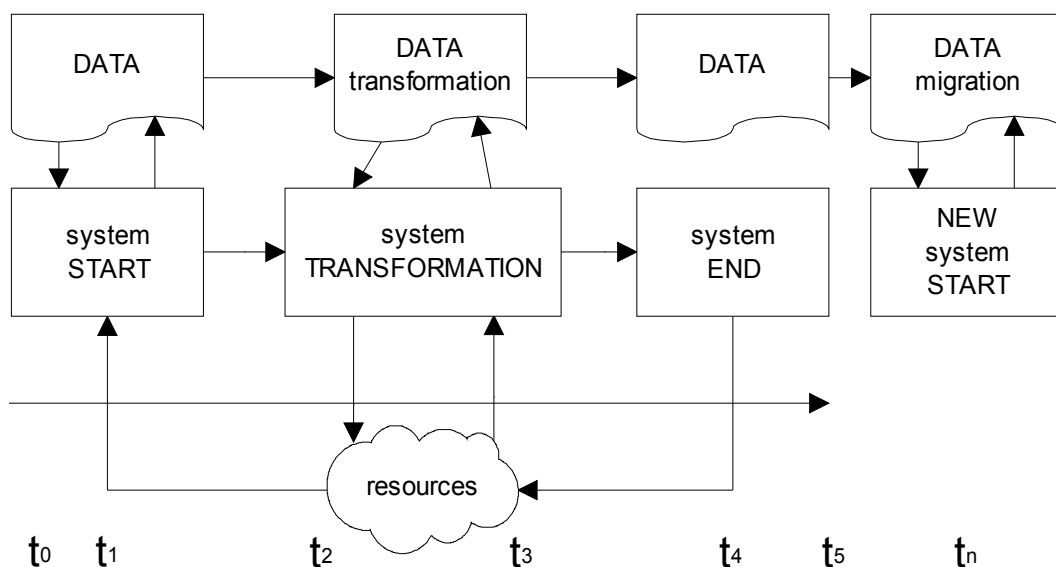 DATA
DATA
transformation
DATA
DATA
migration
system
START
system
TRANSFORMATION
system
END
NEW
system
START
resources
t0 t1 t2 t3 t4 t5 tn